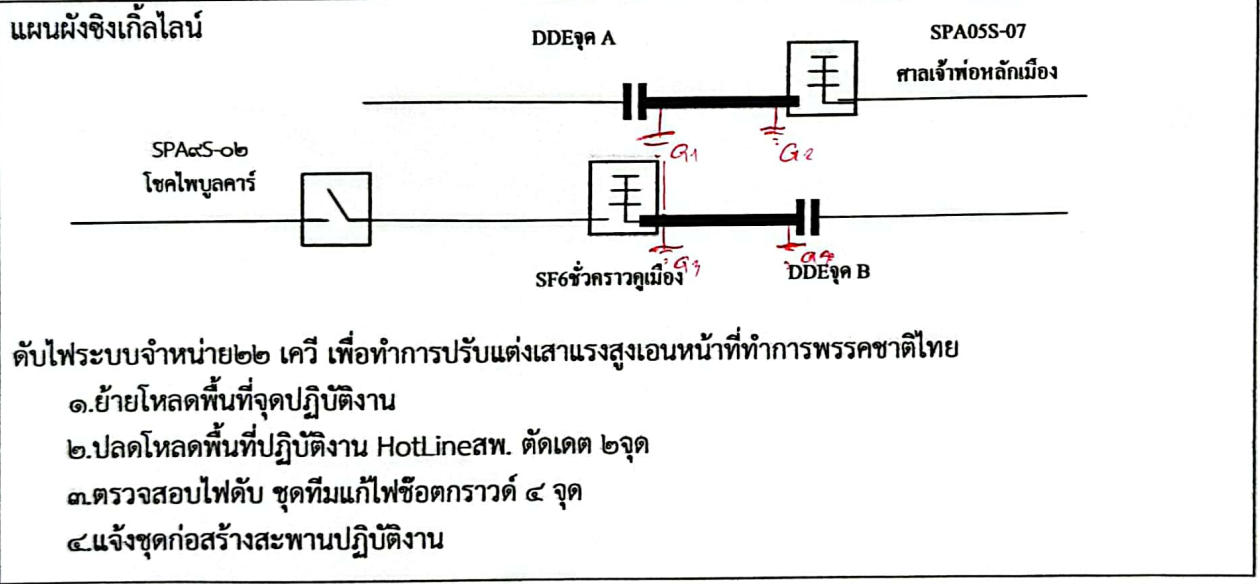 แผนผังซิงเกิ้ลไลน์
DDEจุด A
SPA05S-07
ศาลเจ้าพ่อหลักเมือง
G1
G2
SPA๙S-๐๒
โชคไพบูลคาร์
G3
G4
SF6ชั่วคราวคูเมือง
DDEจุด B
ดับไฟระบบจำหน่าย๒๒ เควี เพื่อทำการปรับแต่งเสาแรงสูงเอนหน้าที่ทำการพรรคชาติไทย
๑.ย้ายโหลดพื้นที่จุดปฏิบัติงาน
๒.ปลดโหลดพื้นที่ปฏิบัติงาน HotLineสพ. ตัดเดต ๒จุด
๓.ตรวจสอบไฟดับ ชุดทีมแก้ไฟช๊อตกราวด์ ๔ จุด
๔.แจ้งชุดก่อสร้างสะพานปฏิบัติงาน